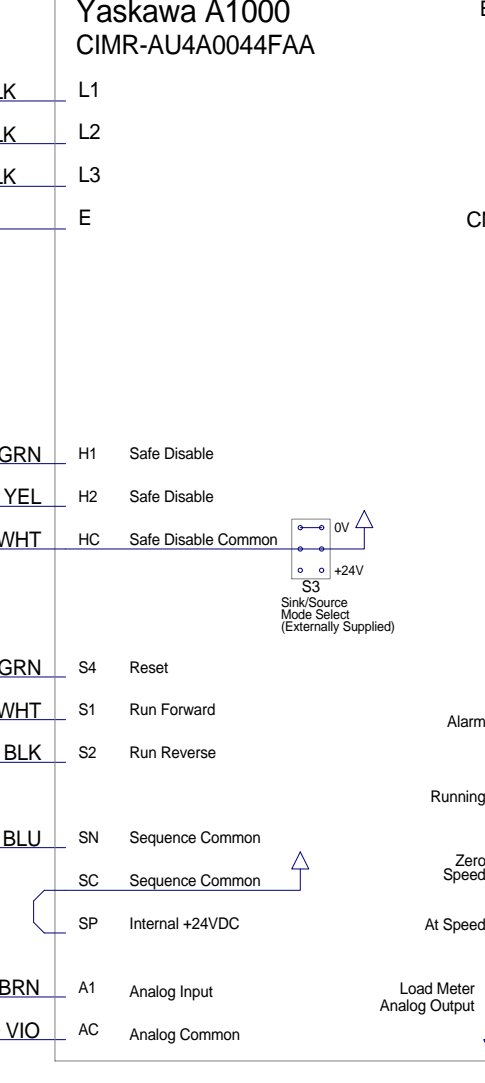 Yaskawa A1000
CIMR-AU4A0044FAA
L1
L2
L3
E
GRN H1 Safe Disable
YEL H2 Safe Disable
WHT HC Safe Disable Common
0V
+24V
S3
Sink/Source
Mode Select
(Externally Supplied)
GRN S4 Reset
WHT S1 Run Forward
BLK S2 Run Reverse
BLU SN Sequence Common
SC Sequence Common
SP Internal +24VDC
BRN A1 Analog Input
VIO AC Analog Common
Alarm
Running
Zero
Speed
At Speed
Load Meter
Analog Output